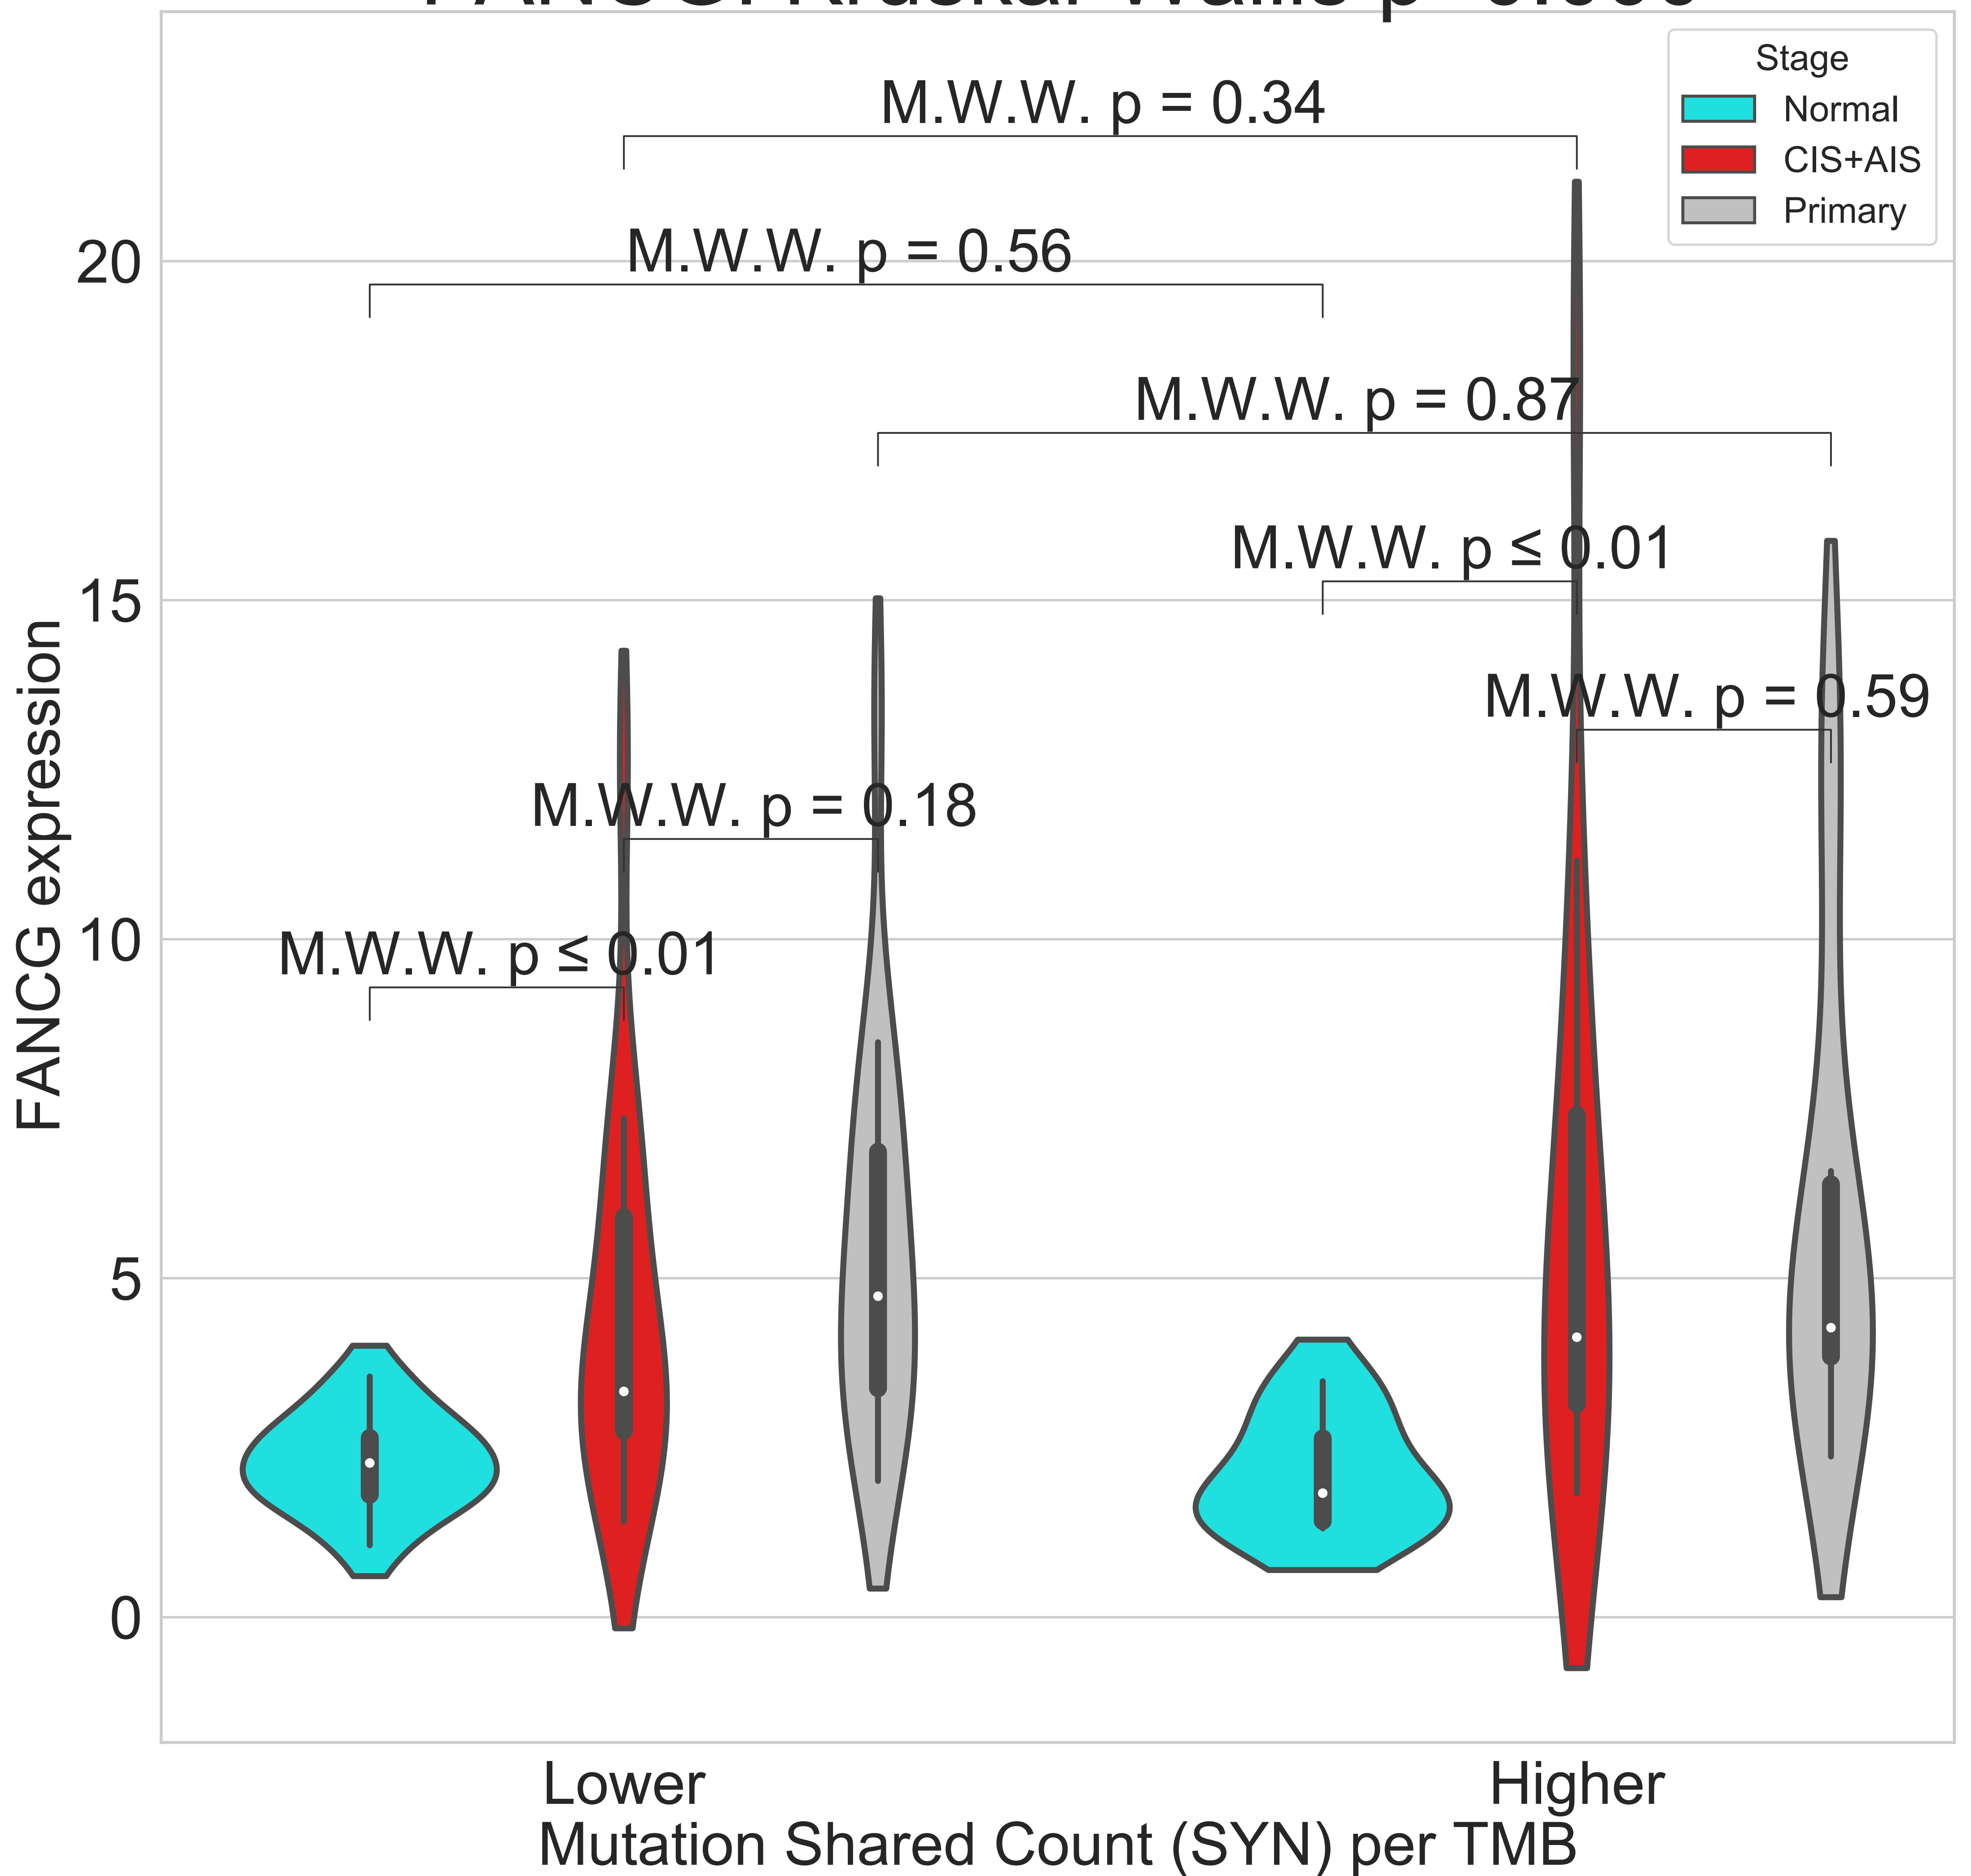 Stage
Normal
CIS+AIS
Primary
M.W.W. p = 0.34
M.W.W. p = 0.56
M.W.W. p = 0.87
M.W.W. p ≤ 0.01
M.W.W. p = 0.59
M.W.W. p = 0.18
M.W.W. p ≤ 0.01
20
15
10
5
0
FANCG expression
Lower
Higher
Mutation Shared Count (SYN) per TMB